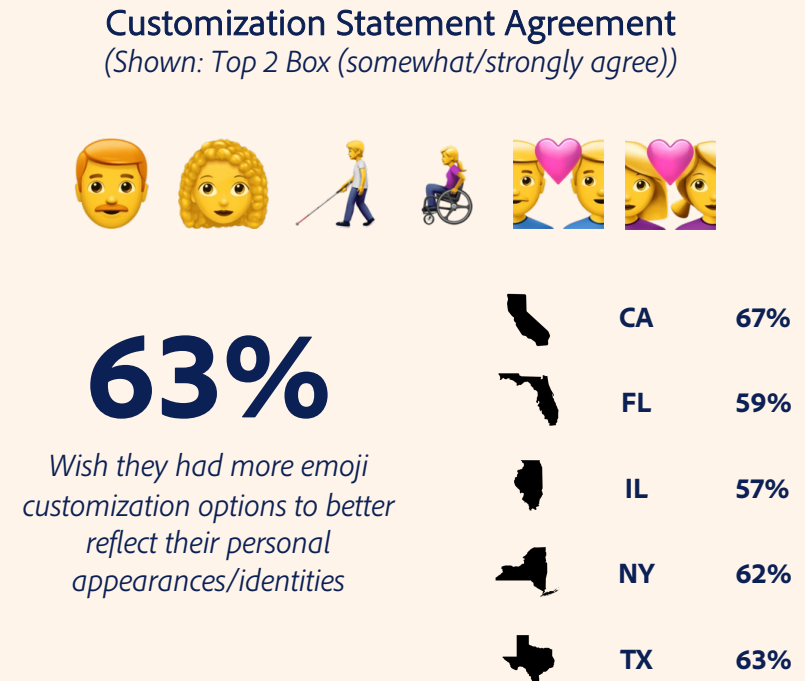 Customization Statement Agreement
(Shown: Top 2 Box (somewhat/strongly agree))
63%
Wish they had more emoji
customization options to better
reflect their personal
appearances/identities
CA 67%
FL 59%
IL 57%
NY 62%
TX 63%